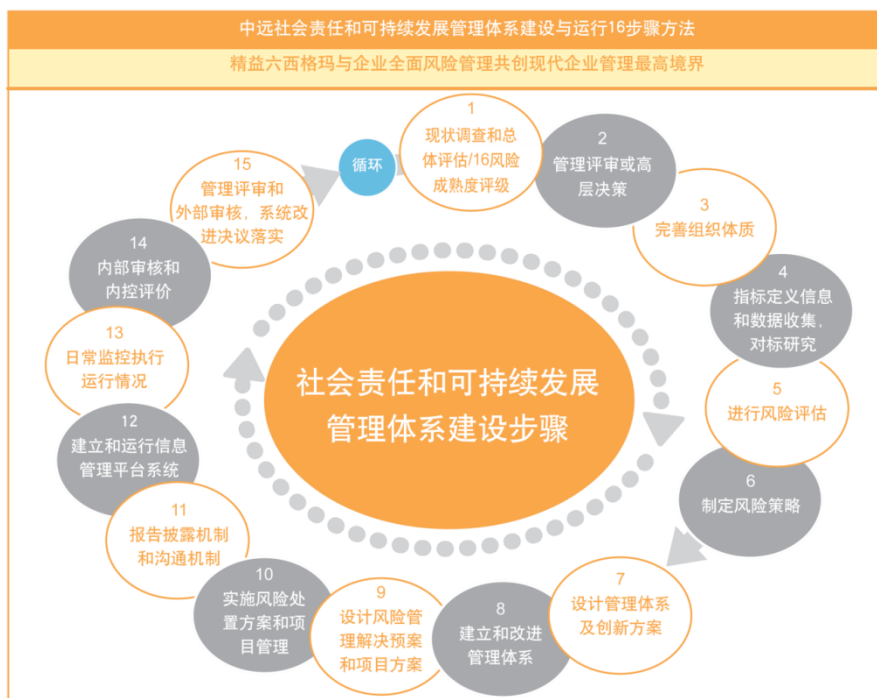 中远社会责任和可持续发展管理体系建设与运行16步骤方法
精益六西格玛与企业全面风险管理共创现代企业管理最高境界
循环
1
现状调查和总
体评估/16风险
成熟度评级
2
管理评审或高
层决策
3
完善组织体质
4
指标定义信息
和数据收集，
对标研究
5
进行风险评估
6
制定风险策略
7
设计管理体系
及创新方案
8
建立和改进
管理体系
9
设计风险管
理解决预案
和项目方案
10
实施风险处
置方案和项
目管理
11
报告披露机制
和沟通机制
12
建立和运行信息
管理平台系统
13
日常监控执行
运行情况
14
内部审核和
内控评价
15
管理评审和
外部审核，系统改
进决议落实
社会责任和可持续发展
管理体系建设步骤